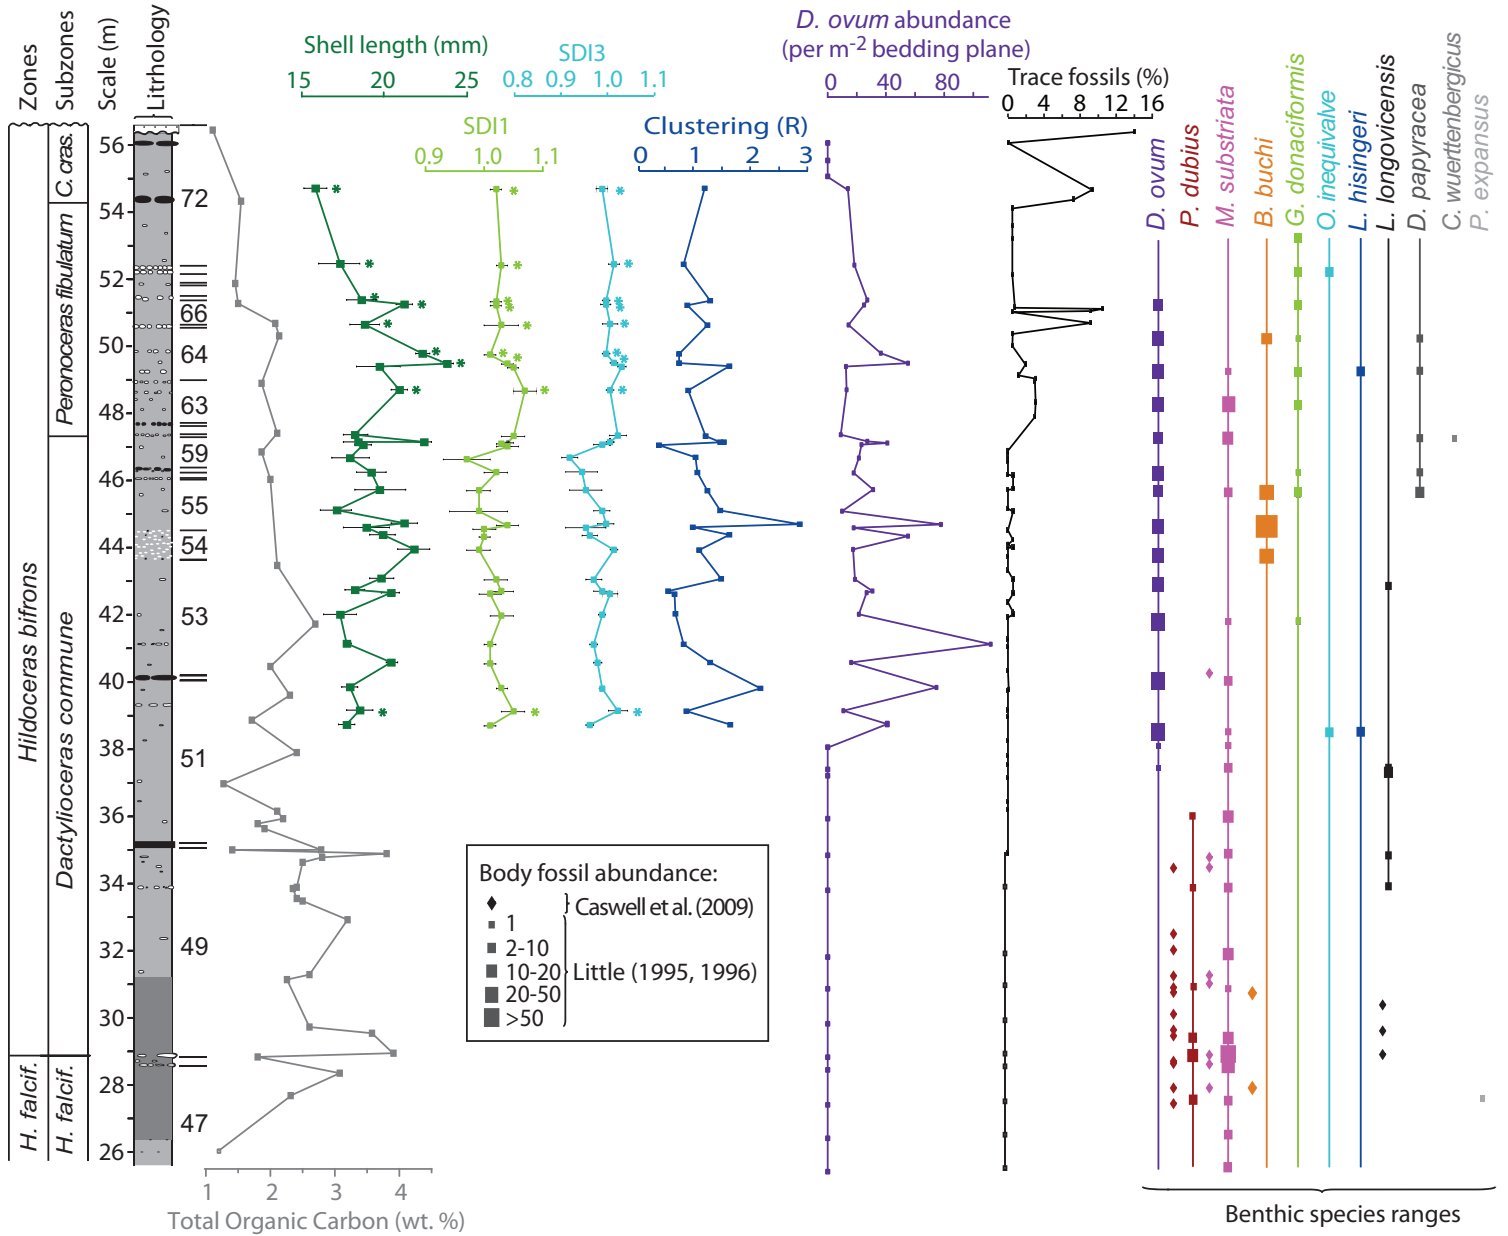 Zones
Subzones
Scale (m)
Lithology
Shell length (mm)
15 20 25
SDI3
0.8 0.9 1.0 1.1
SDI1
0.9 1.0 1.1
Clustering (R)
0 1 2 3
D. ovum abundance
(per m-2 bedding plane)
0 40 80
Trace fossils (%)
0 4 8 12 16
D. ovum
P. dubius
M. substriata
B. buchi
G. donaciformis
O. inequivalve
L. hisingeri
L. longovicensis
D. papyracea
C. wuerttenbergicus
P. expansus
Hildoceras bifrons
H. falcif.
C. cras.
Peronoceras fibulatum
Dactylioceras commune
H. falcif.
56
54
52
50
48
46
44
42
40
38
36
34
32
30
28
26
72
66
64
63
59
55
54
53
51
49
47
Body fossil abundance:
Caswell et al. (2009)
1
2-10
10-20
20-50
>50
Little (1995, 1996)
1 2 3 4
Total Organic Carbon (wt. %)
Benthic species ranges